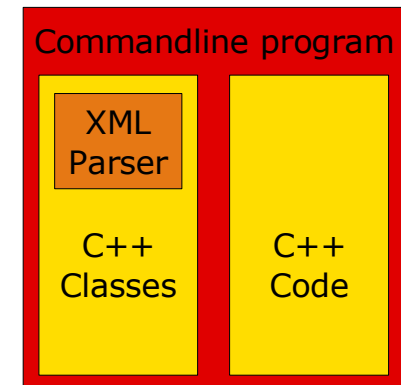 Commandline program
XML
Parser
C++
Classes
C++
Code